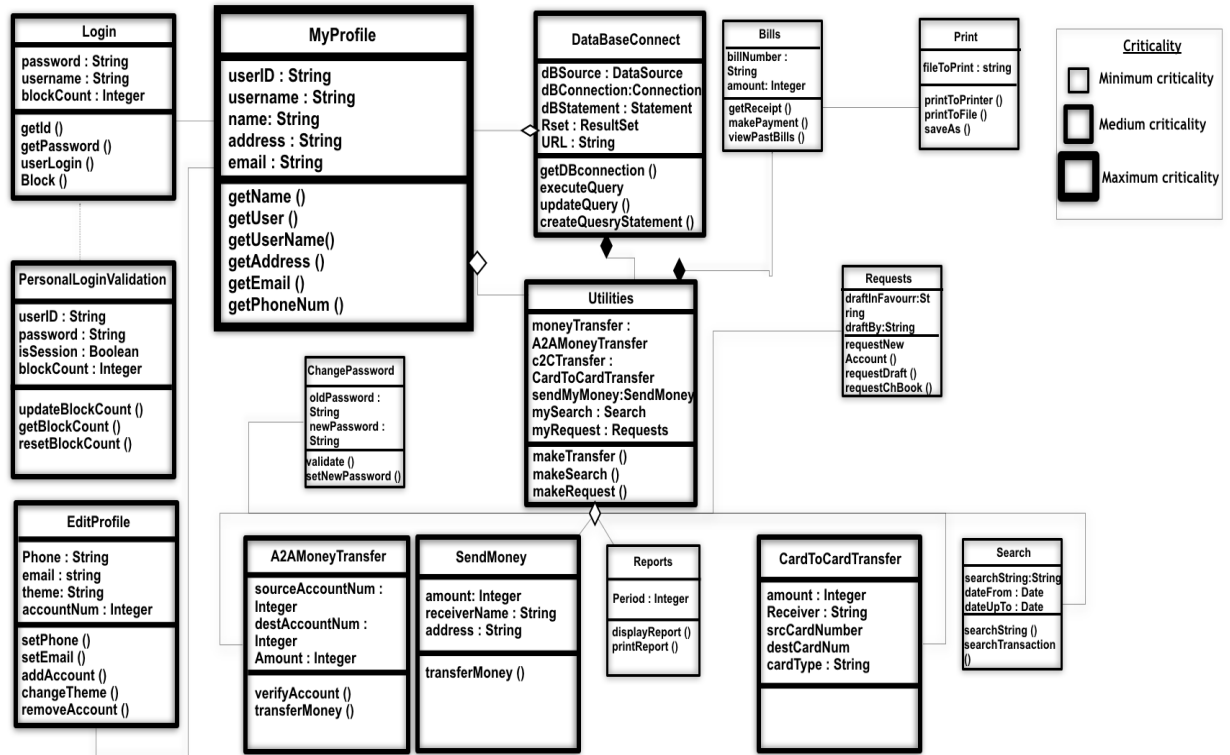 Login
password : String
username : String
blockCount : Integer
getId ()
getPassword ()
userLogin ()
Block ()
MyProfile
userID : String
username : String
name: String
address : String
email : String
getName ()
getUser ()
getUserName()
getAddress ()
getEmail ()
getPhoneNum ()
DataBaseConnect
dBSource : DataSource
dBConnection:Connection
dBStatement : Statement
Rset : ResultSet
URL : String
getDBconnection ()
executeQuery
updateQuery ()
createQuesryStatement ()
Bills
billNumber :
String
amount: Integer
getReceipt ()
makePayment ()
viewPastBills ()
Print
fileToPrint : string
printToPrinter ()
printToFile ()
saveAs ()
Criticality
Minimum criticality
Medium criticality
Maximum criticality
PersonalLoginValidation
userID : String
password : String
isSession : Boolean
blockCount : Integer
updateBlockCount ()
getBlockCount ()
resetBlockCount ()
Utilities
moneyTransfer :
A2AMoneyTransfer
c2CTransfer :
CardToCardTransfer
sendMyMoney:SendMoney
mySearch : Search
myRequest : Requests
makeTransfer ()
makeSearch ()
makeRequest ()
Requests
draftInFavourr:St
ring
draftBy:String
requestNew
Account ()
requestDraft ()
requestChBook ()
ChangePassword
oldPassword :
String
newPassword :
String
validate ()
setNewPassword ()
EditProfile
Phone : String
email : string
theme: String
accountNum : Integer
setPhone ()
setEmail ()
addAccount ()
changeTheme ()
removeAccount ()
A2AMoneyTransfer
sourceAccountNum :
Integer
destAccountNum :
Integer
Amount : Integer
verifyAccount ()
transferMoney ()
SendMoney
amount: Integer
receiverName : String
address : String
transferMoney ()
Reports
Period : Integer
displayReport ()
printReport ()
CardToCardTransfer
amount : Integer
Receiver : String
srcCardNumber
destCardNum
cardType : String
Search
searchString:String
dateFrom : Date
dateUpTo : Date
searchString ()
searchTransaction
()